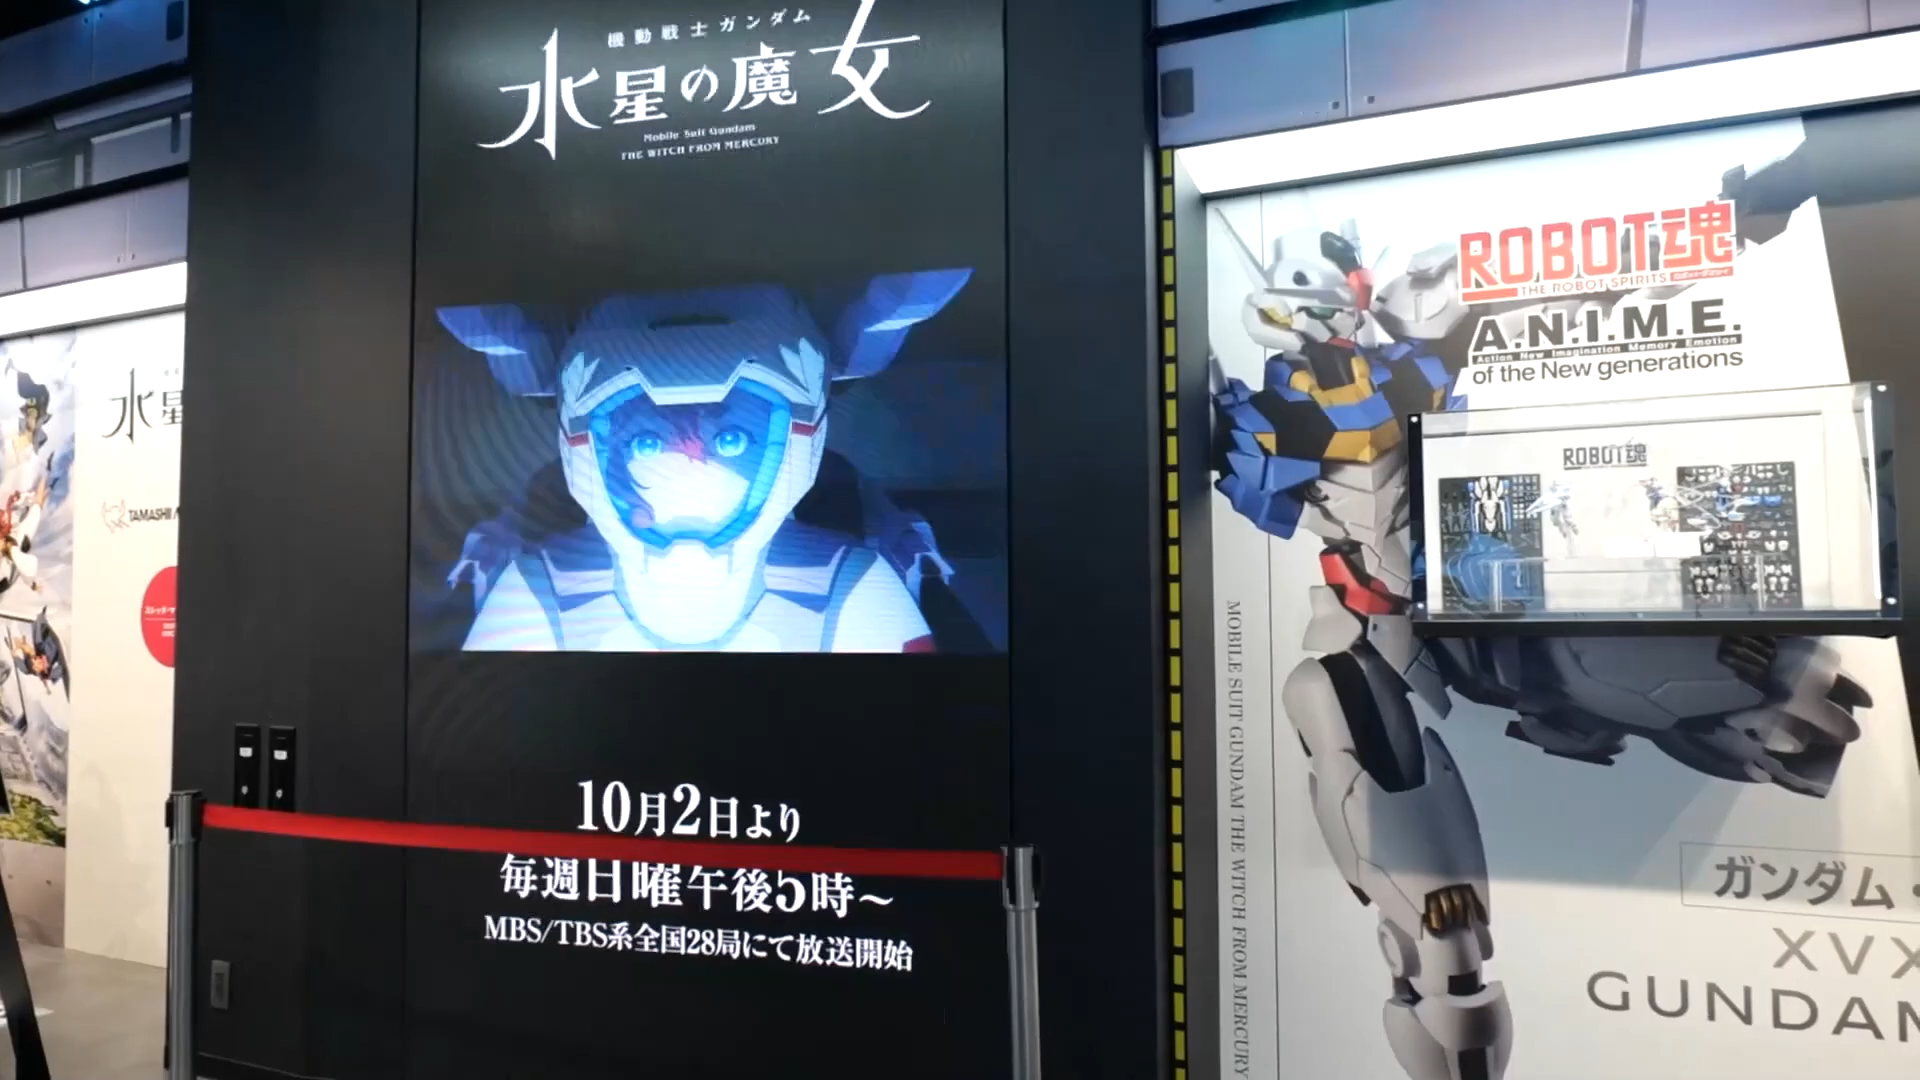 機動戦士ガンダム
水星の魔女
Mobile Suit Gundam
THE WITCH FROM MERCURY
10月2日より
毎週日曜午後5時~
MBS/TBS系全国28局にて放送開始
水星
TAMASHII
ROBOT魂
THE ROBOT SPIRITS
A.N.I.M.E.
Action New Imagination Memory Emotion
of the New generations
ROBOT魂
MOBILE SUIT GUNDAM THE WITCH FROM MERCURY
ガンダム・
XVX
GUNDAM